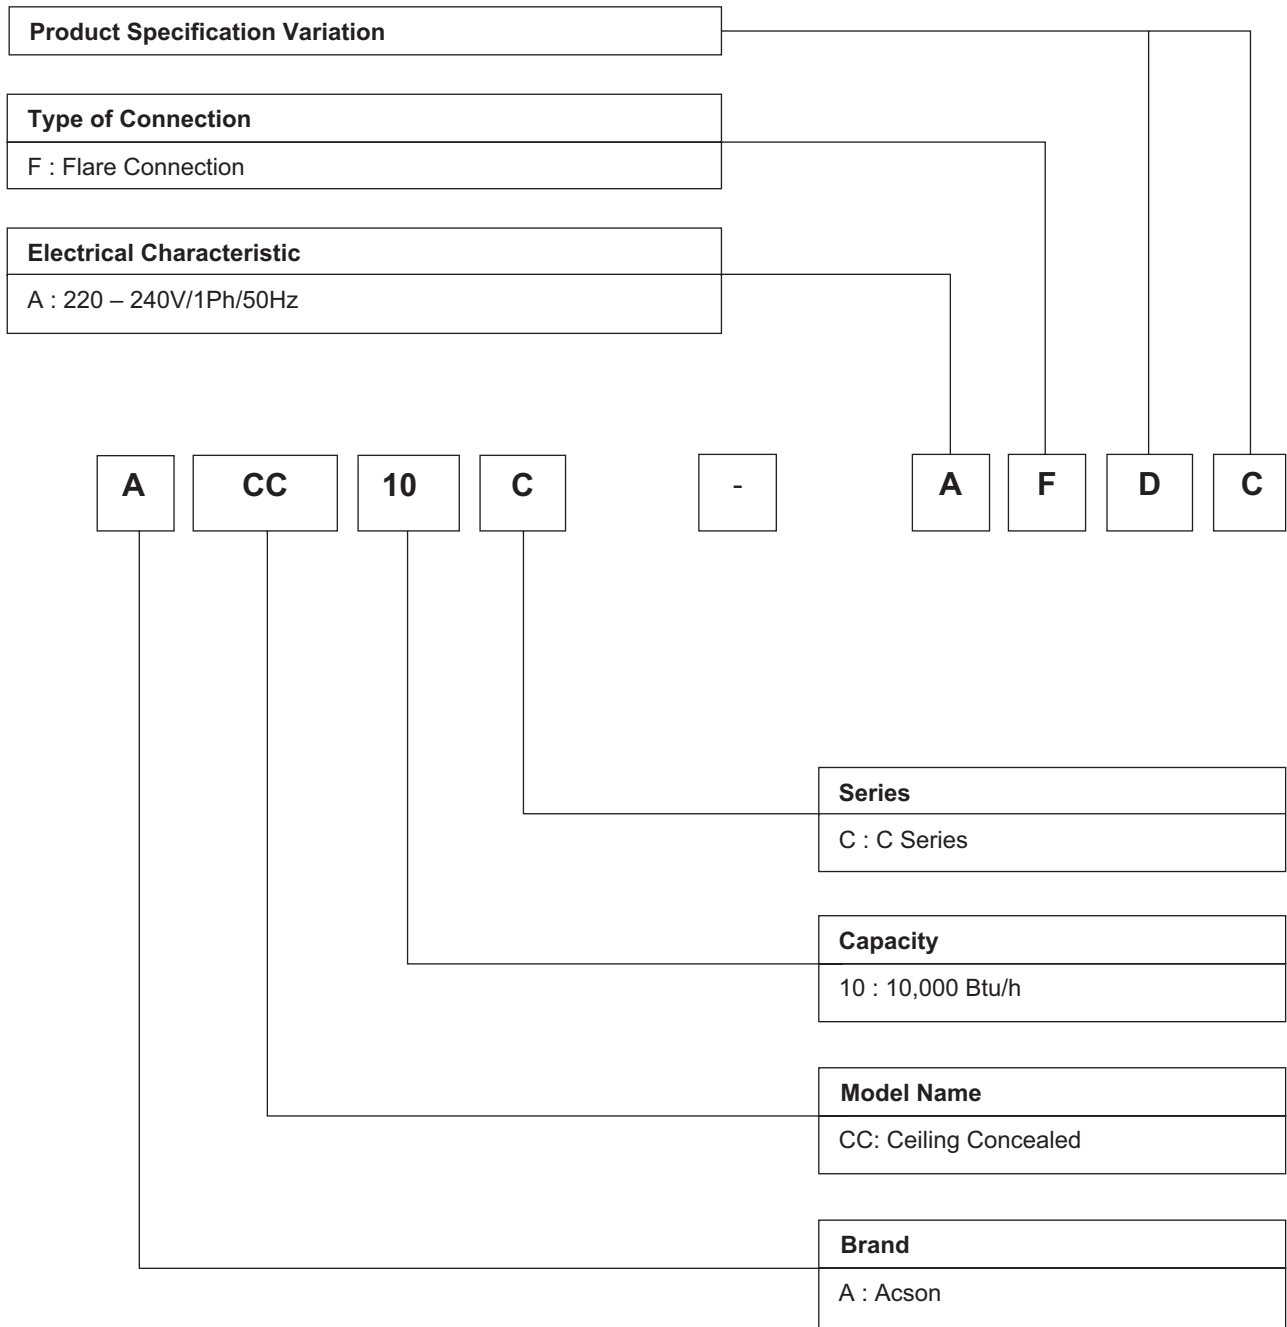 Product Specification Variation
Type of Connection
F : Flare Connection
Electrical Characteristic
A : 220 – 240V/1Ph/50Hz
A CC 10 C - A F D C
Series
C : C Series
Capacity
10 : 10,000 Btu/h
Model Name
CC: Ceiling Concealed
Brand
A : Acson